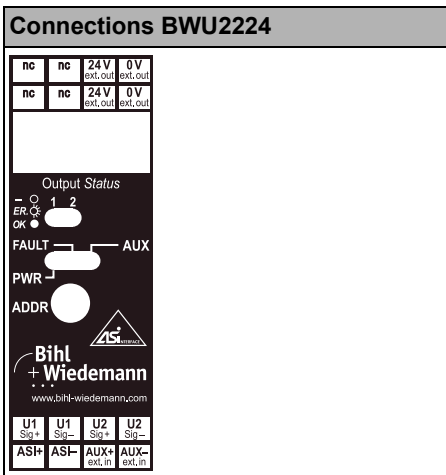 Connections BWU2224
nc nc 24 V ext.out 0 V ext.out
nc nc 24 V ext.out 0 V ext.out
Output Status
– 1 2
ER.
OK
FAULT AUX
PWR
ADDR
ASi INTERFACE
Bihl
+ Wiedemann
www.bihl-wiedemann.com
U1 Sig+ U1 Sig– U2 Sig+ U2 Sig–
ASI+ ASI– AUX+ ext.in AUX– ext.in